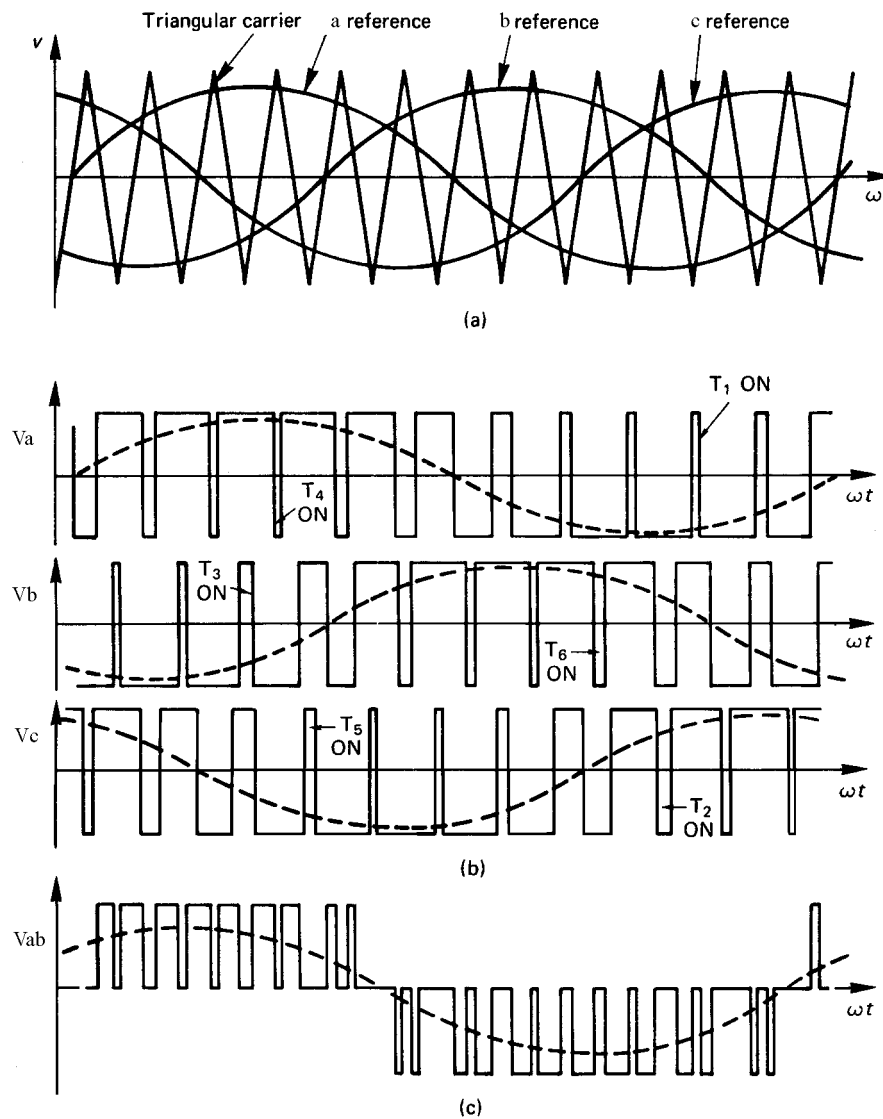 Triangular carrier
a reference
b reference
c reference
v
ω
(a)
T1 ON
Va
T4
ON
ωt
Vb
T3
ON
T6
ON
ωt
Vc
T5
ON
T2
ON
ωt
(b)
Vab
ωt
(c)